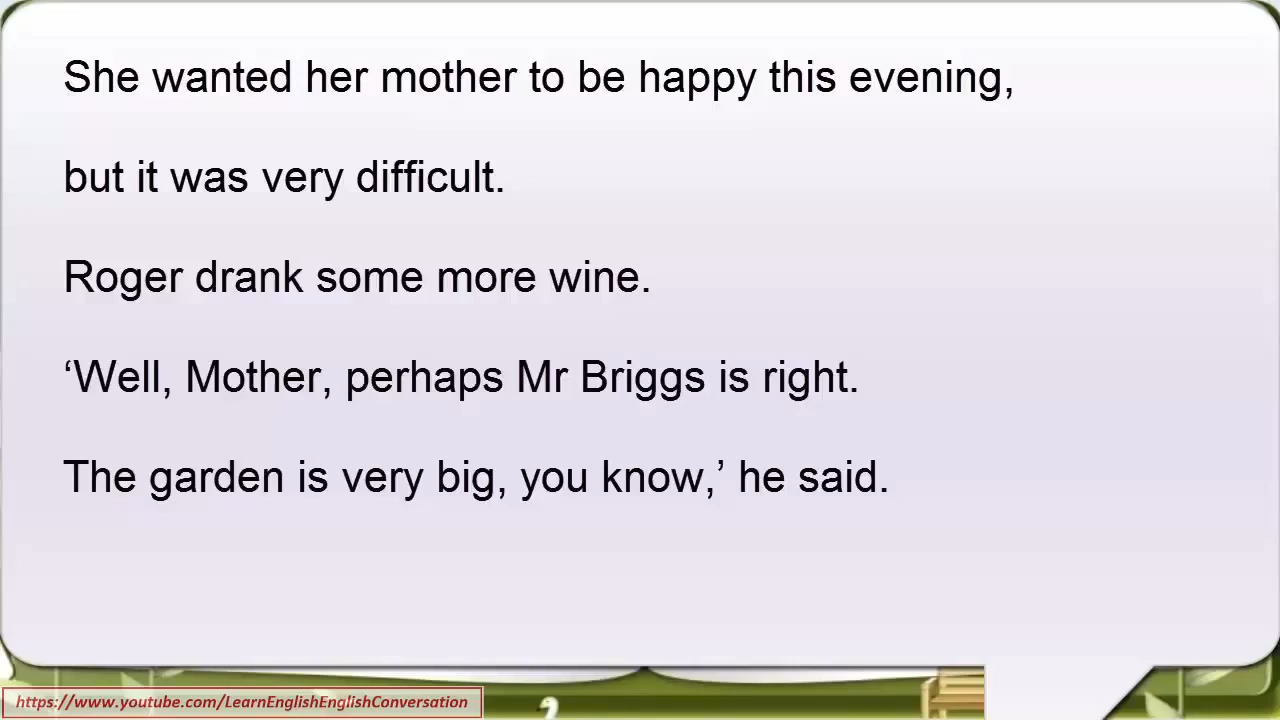 She wanted her mother to be happy this evening,
but it was very difficult.
Roger drank some more wine.
‘Well, Mother, perhaps Mr Briggs is right.
The garden is very big, you know,’ he said.
https://www.youtube.com/LearnEnglishEnglishConversation